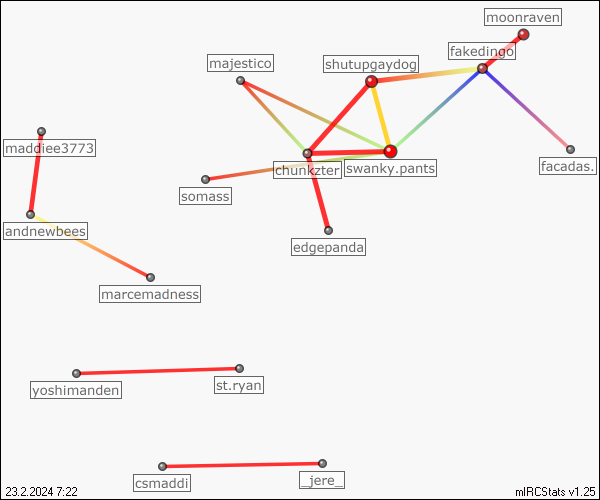 moonraven
fakedingo
majestico
shutupgaydog
maddiee3773
chunkzter
swanky.pants
facadas.
somass
andnewbees
edgepanda
marcemadness
yoshimanden
st.ryan
csmaddi
_jere_
23.2.2024 7:22
mIRCStats v1.25